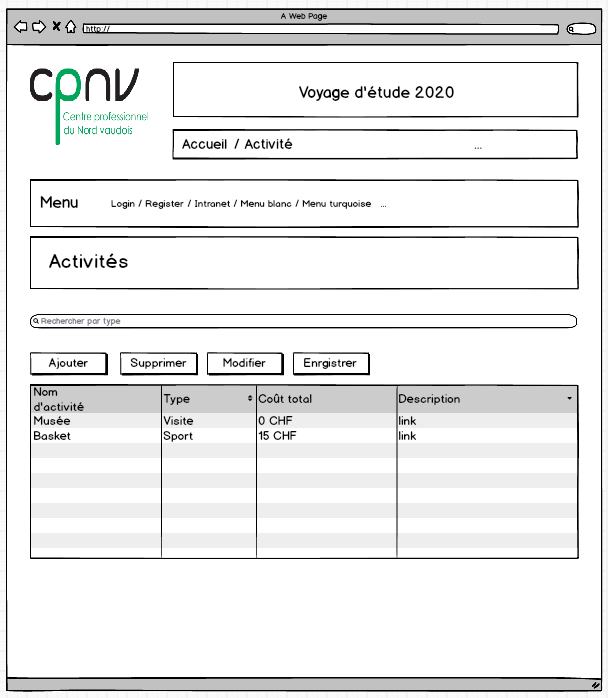 A Web Page
http://
cpnv
Centre professionnel
du Nord vaudois
Voyage d'étude 2020
Accueil / Activité ...
Menu Login / Register / Intranet / Menu blanc / Menu turquoise ...
Activités
Rechercher par type
Ajouter Supprimer Modifier Enrgistrer
Nom
d'activité Type Coût total Description
Musée Visite 0 CHF link
Basket Sport 15 CHF link